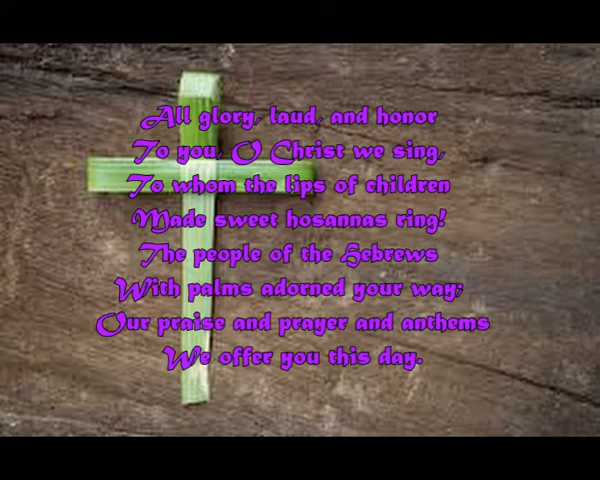 All glory, laud, and honor
To you, O Christ we sing,
To whom the lips of children
Made sweet hosannas ring!
The people of the Hebrews
With palms adorned your way;
Our praise and prayer and anthems
We offer you this day.